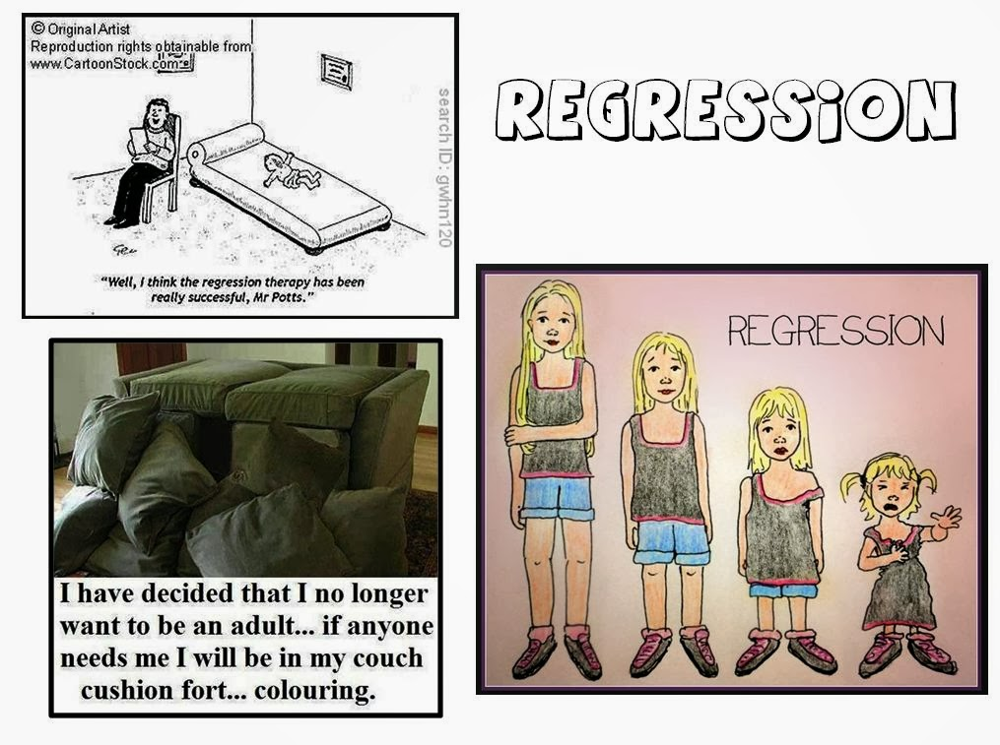 © Original Artist
Reproduction rights obtainable from
www.CartoonStock.com
search ID: gwhn120
"Well, I think the regression therapy has been
really successful, Mr Potts."
REGRESSiON
I have decided that I no longer
want to be an adult... if anyone
needs me I will be in my couch
cushion fort... colouring.
REGRESSION